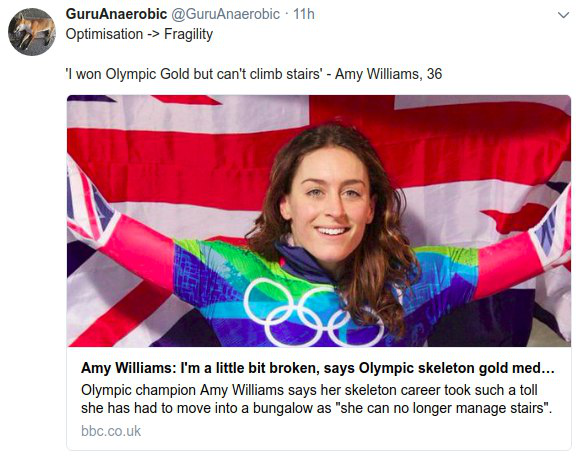 GuruAnaerobic @GuruAnaerobic · 11h
Optimisation -> Fragility
'I won Olympic Gold but can't climb stairs' - Amy Williams, 36
Amy Williams: I'm a little bit broken, says Olympic skeleton gold med...
Olympic champion Amy Williams says her skeleton career took such a toll
she has had to move into a bungalow as "she can no longer manage stairs".
bbc.co.uk